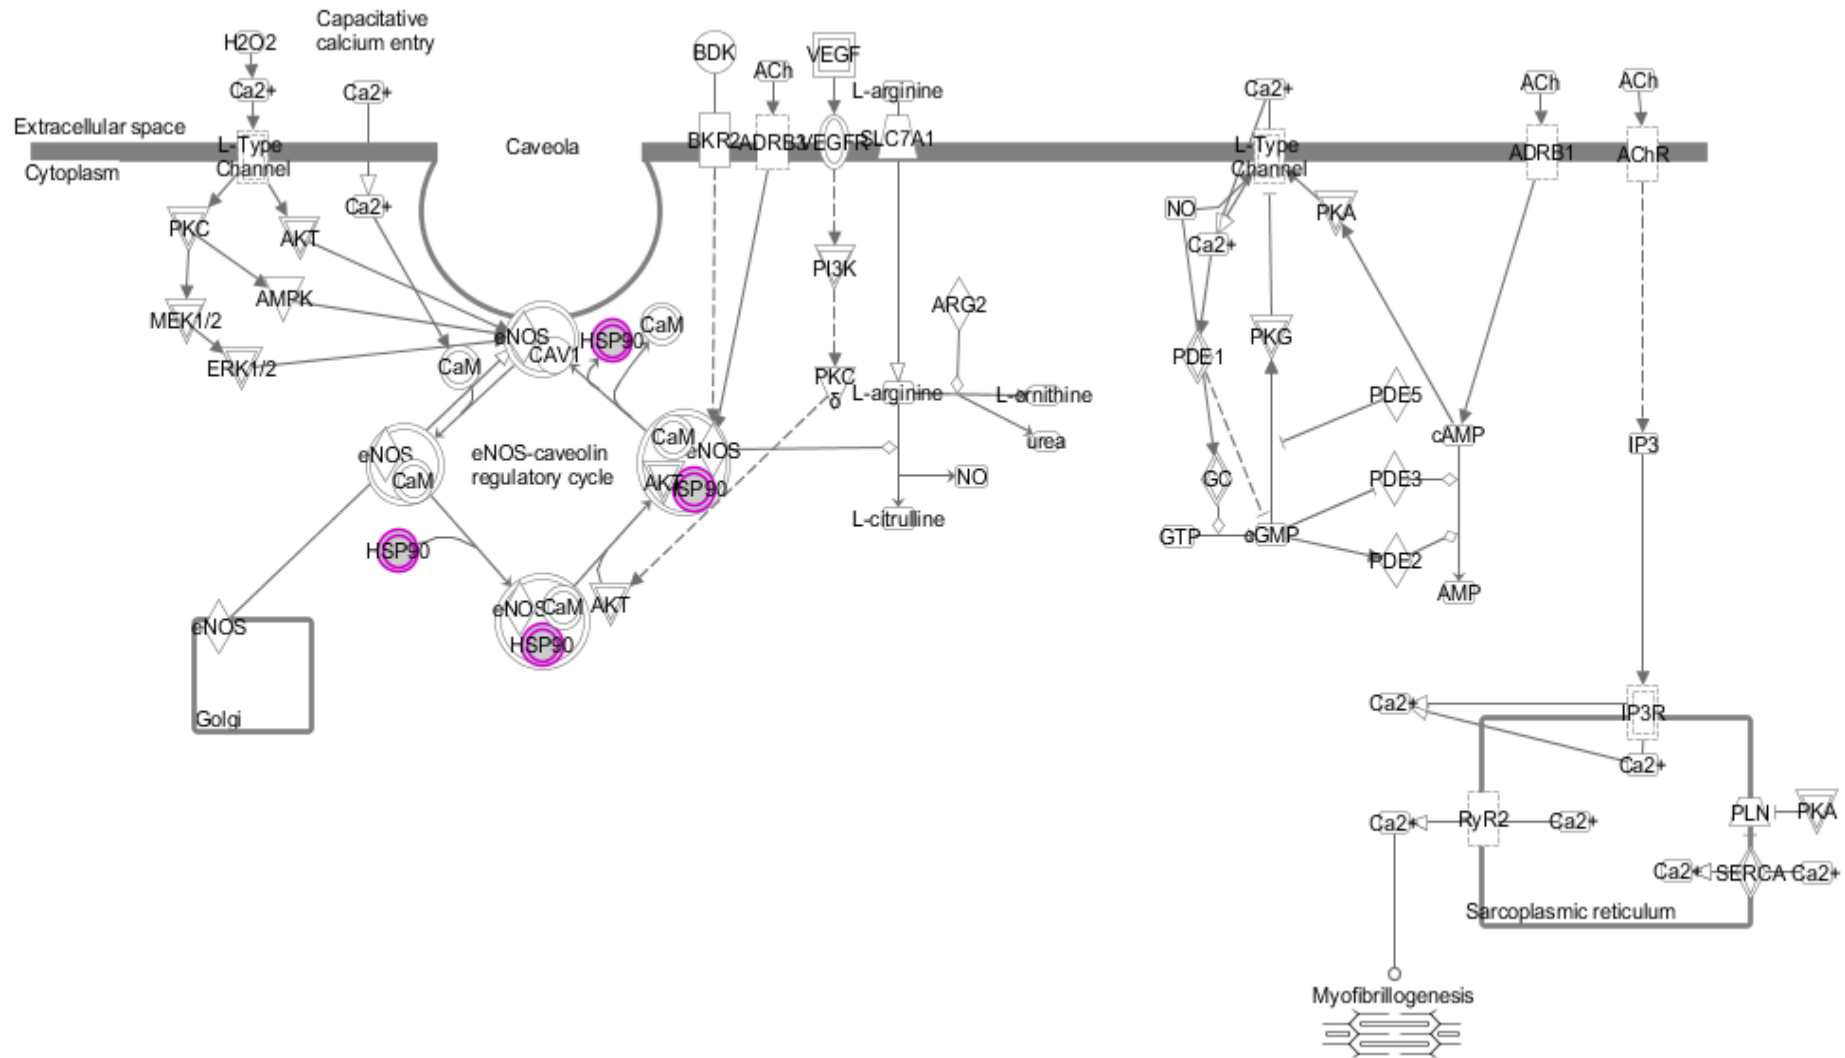 Capacitative
calcium entry
H2O2
Ca2+
Ca2+
BDK
ACh
VEGF
L-arginine
Ca2+
ACh
ACh
Extracellular space
Cytoplasm
L-Type
Channel
Caveola
BKR2
ADRB3
VEGFR
SLC7A1
L-Type
Channel
ADRB1
AChR
PKC
AKT
Ca2+
NO
Ca2+
PKA
PI3K
AMPK
MEK1/2
ERK1/2
eNOS
CAV1
HSP90
CaM
CaM
ARG2
PDE1
PKG
PKC
δ
L-arginine
L-ornithine
urea
PDE5
cAMP
IP3
eNOS
CaM
eNOS-caveolin
regulatory cycle
CaM
eNOS
AKT
HSP90
NO
L-citrulline
GC
PDE3
GTP
cGMP
PDE2
AMP
HSP90
eNOS
CaM
HSP90
AKT
eNOS
Golgi
Ca2+
IP3R
Ca2+
Ca2+
RyR2
Ca2+
PLN
PKA
Ca2+
SERCA
Ca2+
Sarcoplasmic reticulum
Myofibrillogenesis